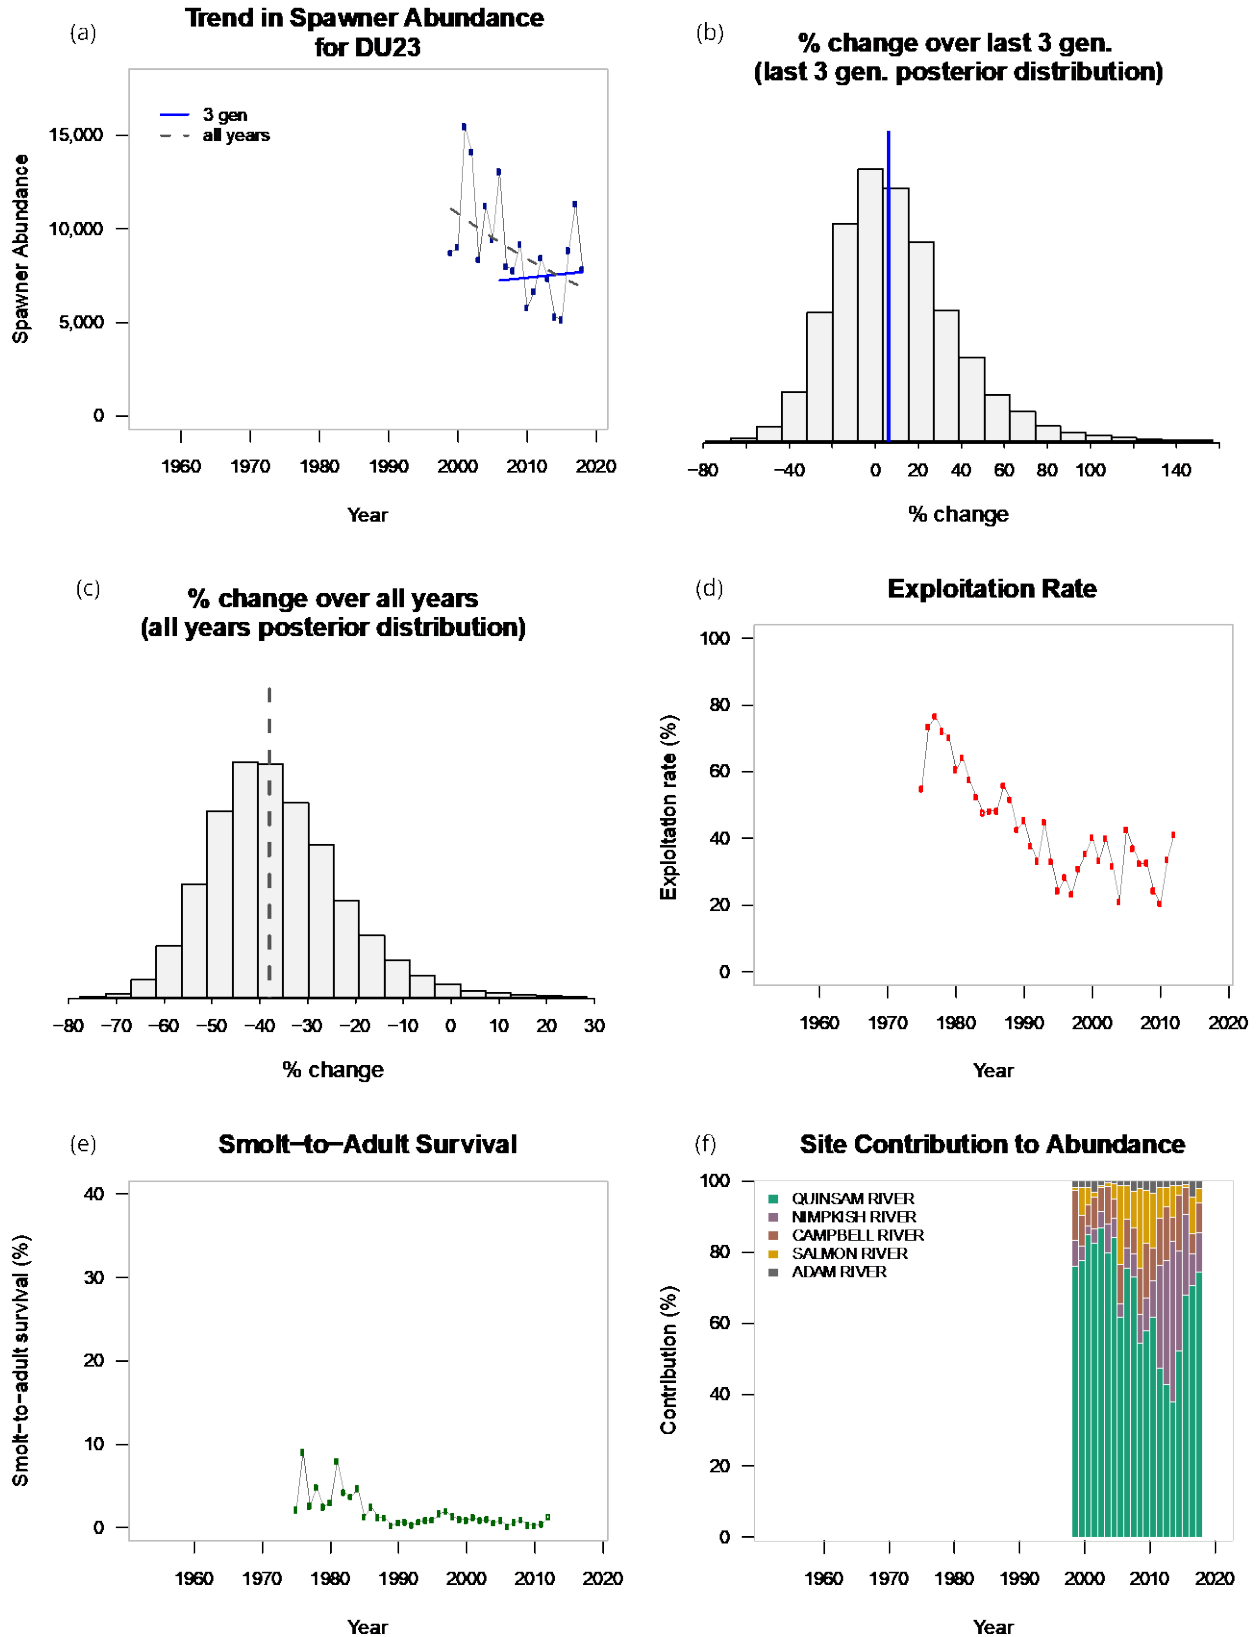 (a)
Trend in Spawner Abundance
for DU23
3 gen
all years
15,000
10,000
5,000
0
Spawner Abundance
1960 1970 1980 1990 2000 2010 2020
Year
(b)
% change over last 3 gen.
(last 3 gen. posterior distribution)
−80 −40 0 20 40 60 80 100 140
% change
(c)
% change over all years
(all years posterior distribution)
−80 −70 −60 −50 −40 −30 −20 −10 0 10 20 30
% change
(d)
Exploitation Rate
100
80
60
40
20
0
Exploitation rate (%)
1960 1970 1980 1990 2000 2010 2020
Year
(e)
Smolt−to−Adult Survival
40
30
20
10
0
Smolt−to−adult survival (%)
1960 1970 1980 1990 2000 2010 2020
Year
(f)
Site Contribution to Abundance
QUINSAM RIVER
NIMPKISH RIVER
CAMPBELL RIVER
SALMON RIVER
ADAM RIVER
100
80
60
40
20
0
Contribution (%)
1960 1970 1980 1990 2000 2010 2020
Year